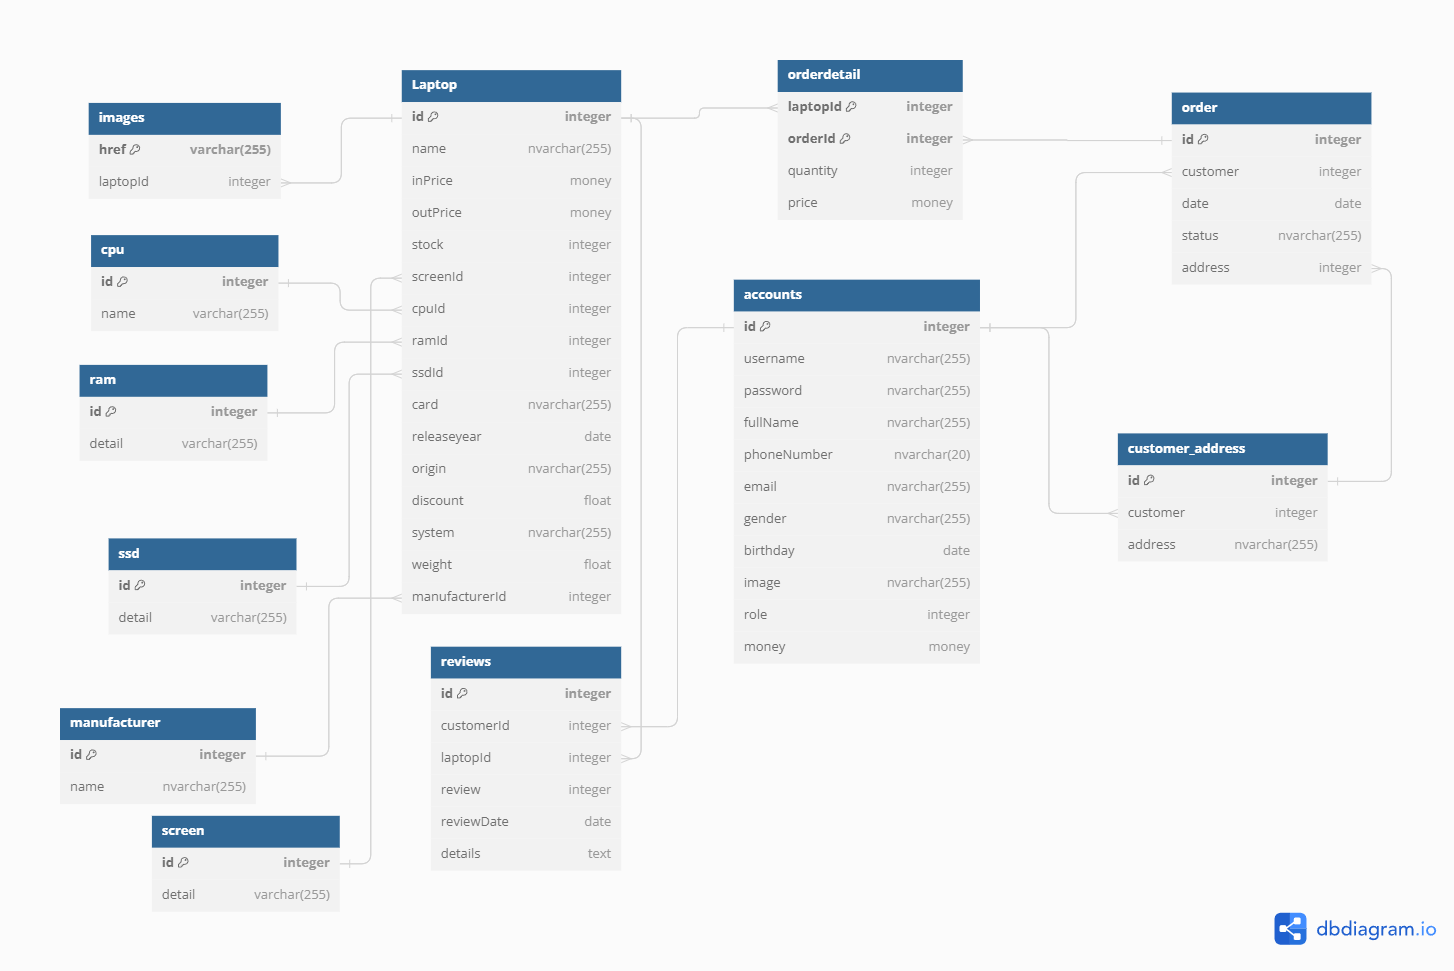 images
href varchar(255)
laptopId integer
cpu
id integer
name varchar(255)
ram
id integer
detail varchar(255)
ssd
id integer
detail varchar(255)
manufacturer
id integer
name nvarchar(255)
screen
id integer
detail varchar(255)
Laptop
id integer
name nvarchar(255)
inPrice money
outPrice money
stock integer
screenId integer
cpuId integer
ramId integer
ssdId integer
card nvarchar(255)
releaseyear date
origin nvarchar(255)
discount float
system nvarchar(255)
weight float
manufacturerId integer
reviews
id integer
customerId integer
laptopId integer
review integer
reviewDate date
details text
orderdetail
laptopId integer
orderId integer
quantity integer
price money
accounts
id integer
username nvarchar(255)
password nvarchar(255)
fullName nvarchar(255)
phoneNumber nvarchar(20)
email nvarchar(255)
gender nvarchar(255)
birthday date
image nvarchar(255)
role integer
money money
order
id integer
customer integer
date date
status nvarchar(255)
address integer
customer_address
id integer
customer integer
address nvarchar(255)
dbdiagram.io